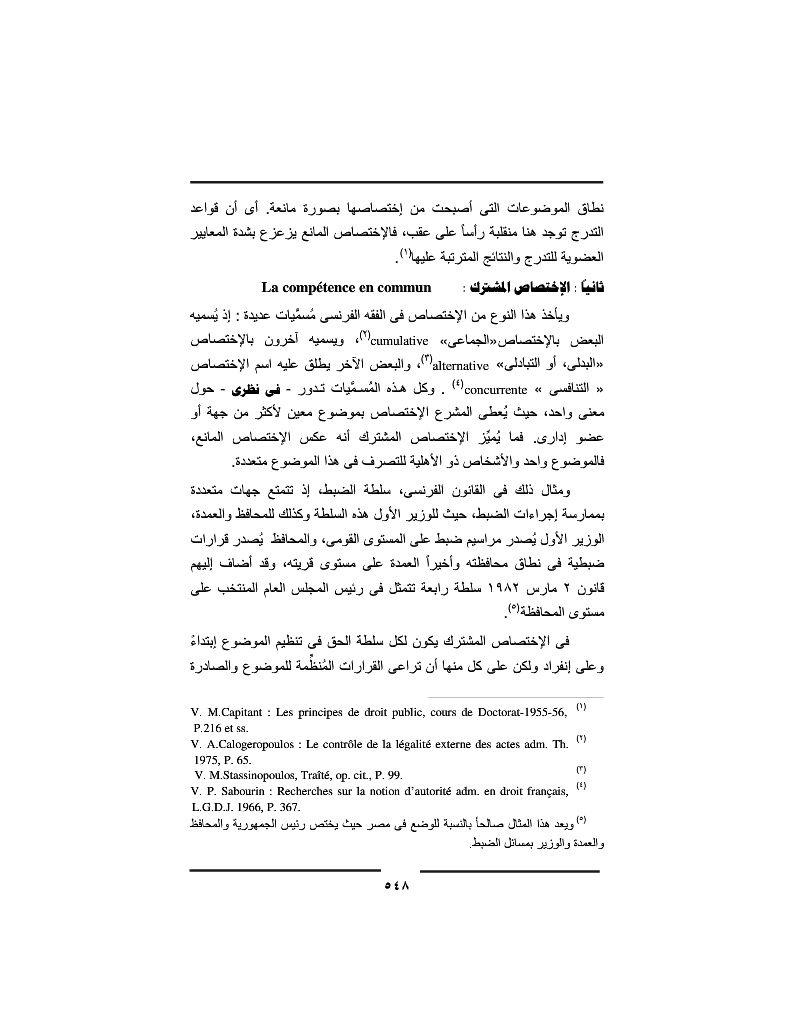 نطاق الموضوعات التى أصبحت من إختصاصها بصورة مانعة. أى أن قواعد
التدرج توجد هنا منقلبة رأساً على عقب، فالإختصاص المانع يزعزع بشدة المعايير
العضوية للتدرج والنتائج المترتبة عليها(١).
ثانياً : الإختصاص المشترك : La compétence en commun
ويأخذ هذا النوع من الإختصاص فى الفقه الفرنسى مُسمَّيات عديدة : إذ يُسميه
البعض بالإختصاص«الجماعى» cumulative(٢)، ويسميه آخرون بالإختصاص
«البدلى، أو التبادلى» alternative(٣)، والبعض الآخر يطلق عليه اسم الإختصاص
« التنافسى » concurrente(٤) . وكل هذه المُسمَّيات تدور - فى نظرى - حول
معنى واحد، حيث يُعطى المشرع الإختصاص بموضوع معين لأكثر من جهة أو
عضو إدارى. فما يُميِّز الإختصاص المشترك أنه عكس الإختصاص المانع،
فالموضوع واحد والأشخاص ذو الأهلية للتصرف فى هذا الموضوع متعددة.
ومثال ذلك فى القانون الفرنسى، سلطة الضبط، إذ تتمتع جهات متعددة
بممارسة إجراءات الضبط، حيث للوزير الأول هذه السلطة وكذلك للمحافظ والعمدة،
الوزير الأول يُصدر مراسيم ضبط على المستوى القومى، والمحافظ يُصدر قرارات
ضبطية فى نطاق محافظته وأخيراً العمدة على مستوى قريته، وقد أضاف إليهم
قانون ٢ مارس ١٩٨٢ سلطة رابعة تتمثل فى رئيس المجلس العام المنتخب على
مستوى المحافظة(٥).
فى الإختصاص المشترك يكون لكل سلطة الحق فى تنظيم الموضوع إبتداءً
وعلى إنفراد ولكن على كل منها أن تراعى القرارات المُنظِّمة للموضوع والصادرة
(١) V. M.Capitant : Les principes de droit public, cours de Doctorat-1955-56,
P.216 et ss.
(٢) V. A.Calogeropoulos : Le contrôle de la légalité externe des actes adm. Th.
1975, P. 65.
(٣) V. M.Stassinopoulos, Traîté, op. cit., P. 99.
(٤) V. P. Sabourin : Recherches sur la notion d’autorité adm. en droit français,
L.G.D.J. 1966, P. 367.
(٥) ويعد هذا المثال صالحاً بالنسبة للوضع فى مصر حيث يختص رئيس الجمهورية والمحافظ
والعمدة والوزير بمسائل الضبط.
٥٤٨